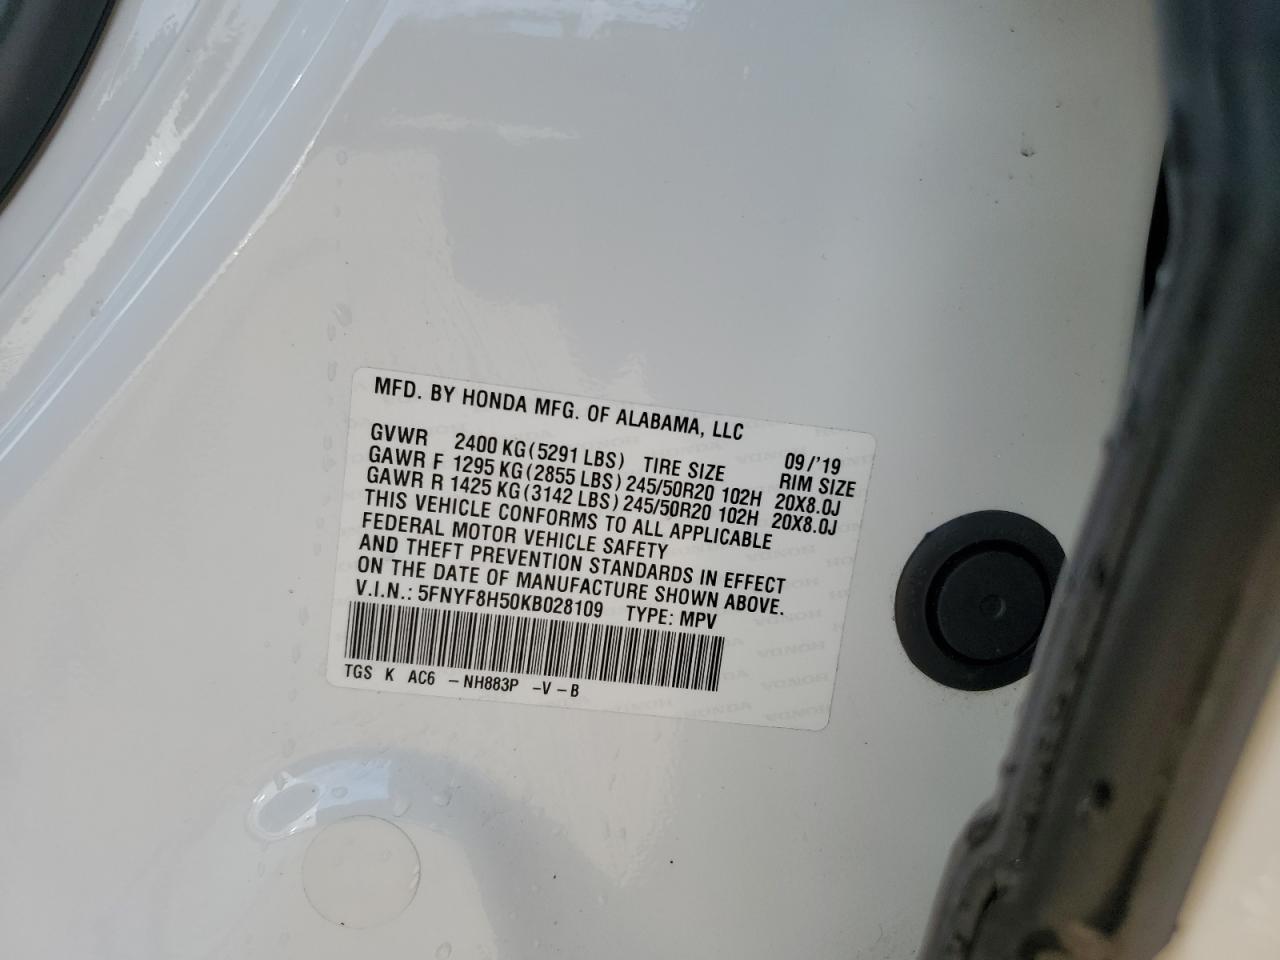 MFD. BY HONDA MFG. OF ALABAMA, LLC
GVWR 2400 KG (5291 LBS) TIRE SIZE 09/'19 RIM SIZE
GAWR F 1295 KG (2855 LBS) 245/50R20 102H 20X8.0J
GAWR R 1425 KG (3142 LBS) 245/50R20 102H 20X8.0J
THIS VEHICLE CONFORMS TO ALL APPLICABLE
FEDERAL MOTOR VEHICLE SAFETY
AND THEFT PREVENTION STANDARDS IN EFFECT
ON THE DATE OF MANUFACTURE SHOWN ABOVE.
V.I.N.: 5FNYF8H50KB028109 TYPE: MPV
TGS K AC6 - NH883P -V - B
HONDA HONDA HONDA